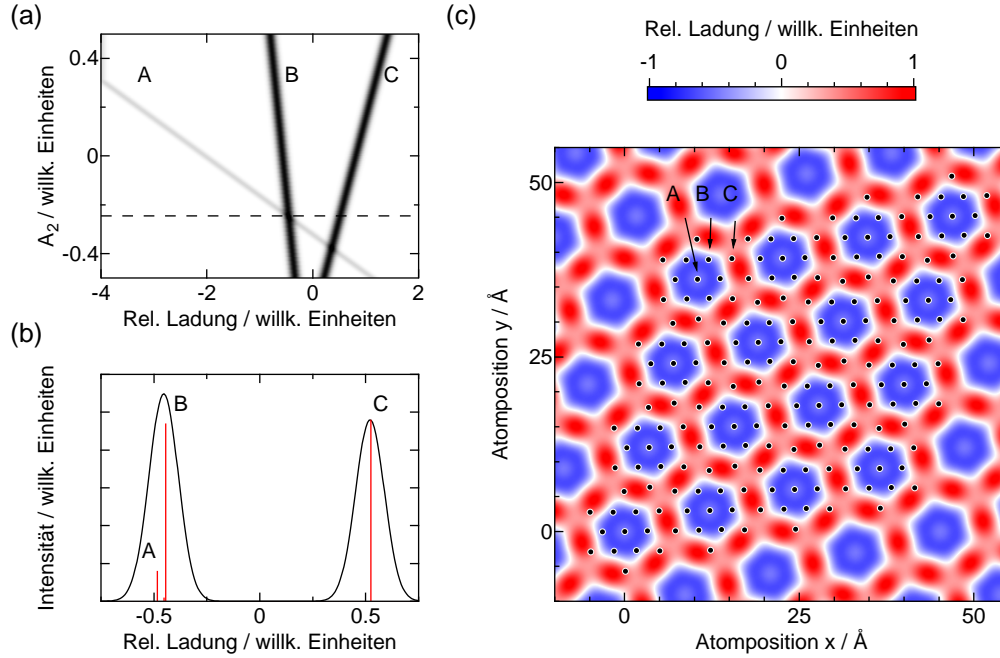 (a)
A₂ / willk. Einheiten
0.4
0
-0.4
A
B
C
-4
-2
0
2
Rel. Ladung / willk. Einheiten
(b)
Intensität / willk. Einheiten
A
B
C
-0.5
0
0.5
Rel. Ladung / willk. Einheiten
(c)
Rel. Ladung / willk. Einheiten
-1
0
1
Atomposition y / Å
50
25
0
A
B
C
0
25
50
Atomposition x / Å